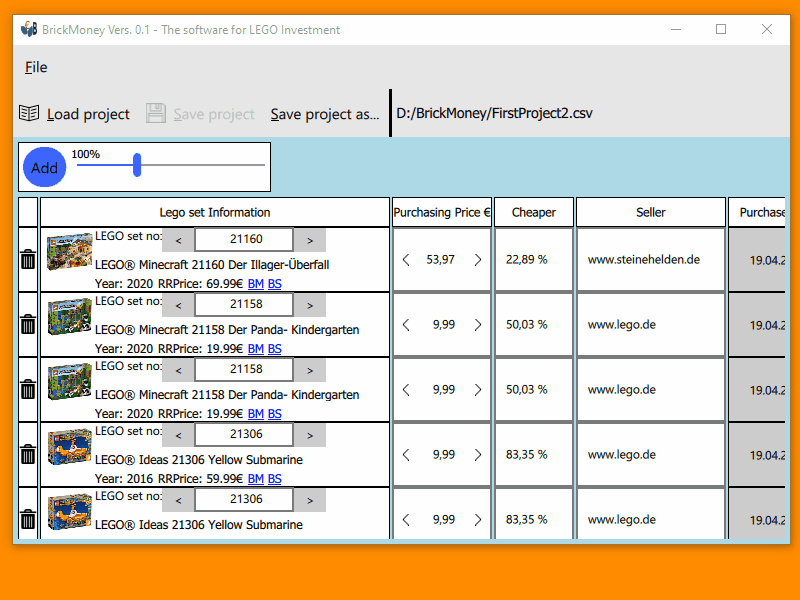 BrickMoney Vers. 0.1 - The software for LEGO Investment
File
Load project Save project Save project as... D:/BrickMoney/FirstProject2.csv
Add 100%
Lego set Information Purchasing Price € Cheaper Seller Purchase
LEGO set no: < 21160 >
LEGO® Minecraft 21160 Der Illager-Überfall < 53,97 > 22,89 % www.steinehelden.de 19.04.2
Year: 2020 RRPrice: 69.99€ BM BS
LEGO set no: < 21158 >
LEGO® Minecraft 21158 Der Panda- Kindergarten < 9,99 > 50,03 % www.lego.de 19.04.2
Year: 2020 RRPrice: 19.99€ BM BS
LEGO set no: < 21158 >
LEGO® Minecraft 21158 Der Panda- Kindergarten < 9,99 > 50,03 % www.lego.de 19.04.2
Year: 2020 RRPrice: 19.99€ BM BS
LEGO set no: < 21306 >
LEGO® Ideas 21306 Yellow Submarine < 9,99 > 83,35 % www.lego.de 19.04.2
Year: 2016 RRPrice: 59.99€ BM BS
LEGO set no: < 21306 >
LEGO® Ideas 21306 Yellow Submarine < 9,99 > 83,35 % www.lego.de 19.04.2